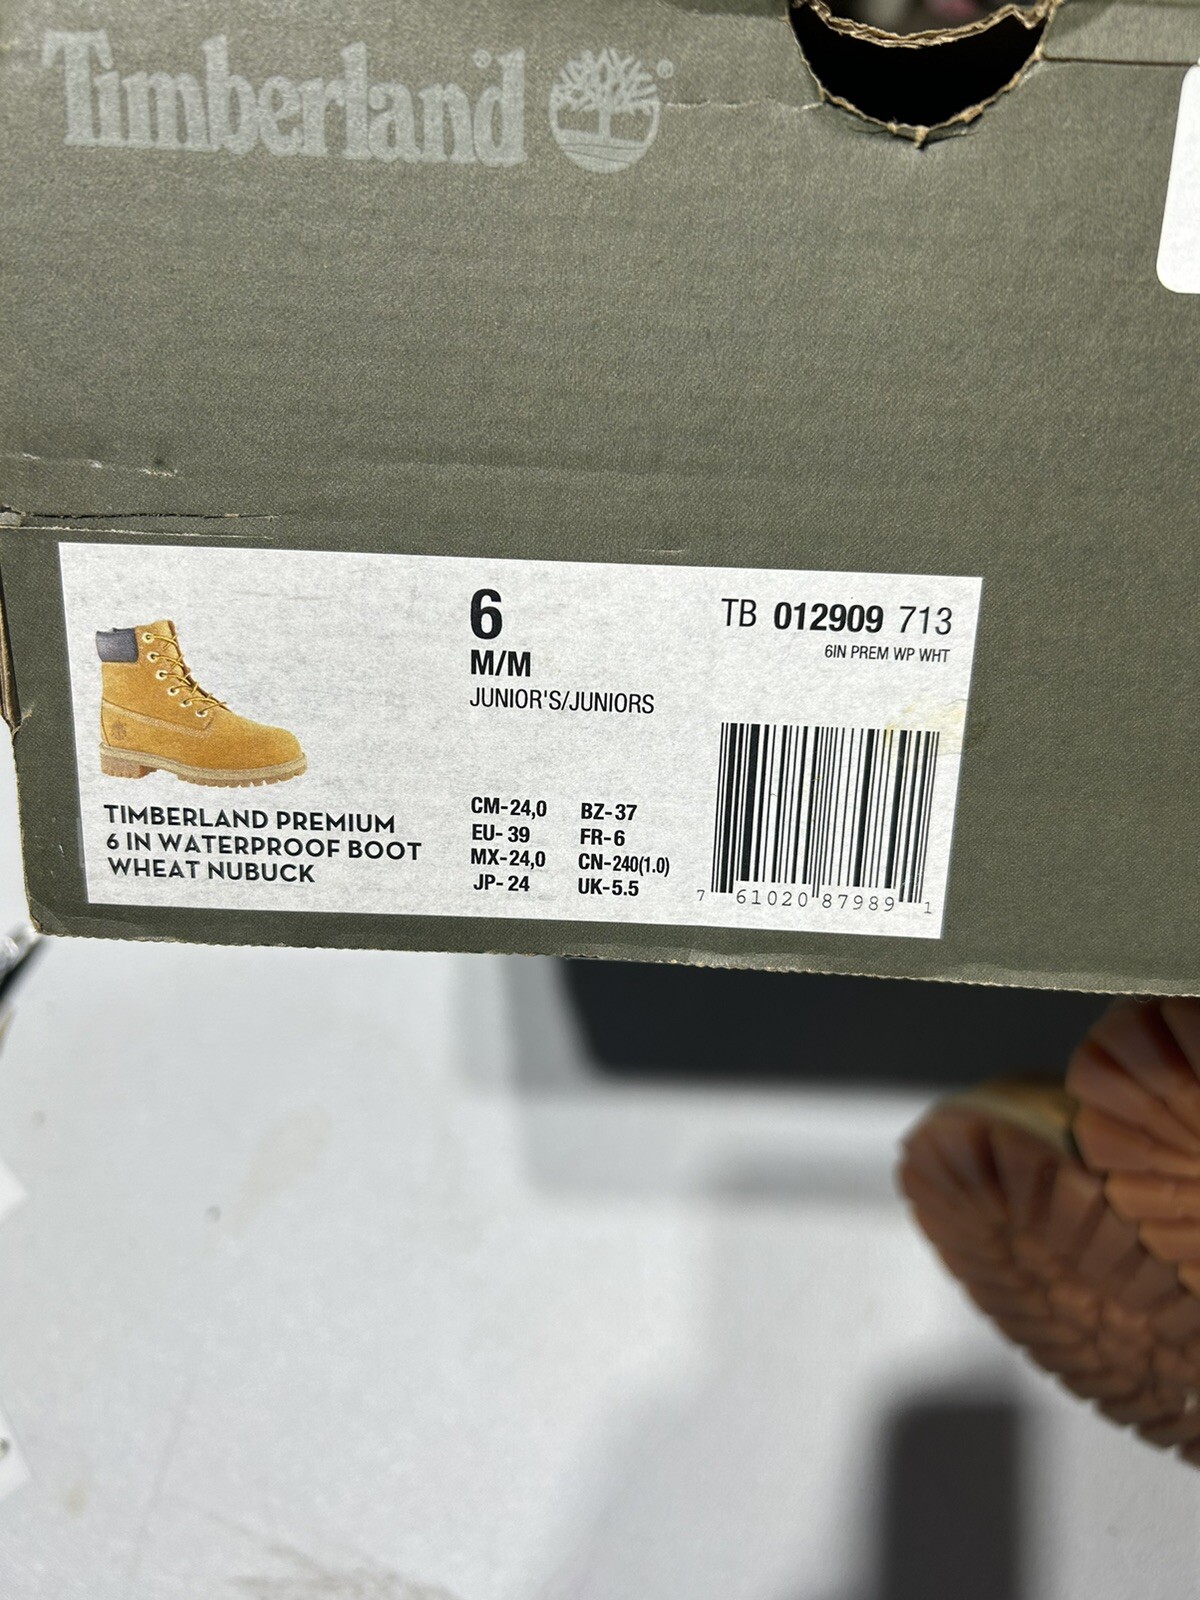 Timberland ®
6
M/M
JUNIOR'S/JUNIORS
TB 012909 713
6IN PREM WP WHT
TIMBERLAND PREMIUM
6 IN WATERPROOF BOOT
WHEAT NUBUCK
CM-24,0 BZ-37
EU- 39 FR-6
MX-24,0 CN-240(1.0)
JP- 24 UK-5.5
7 61020 87989 1